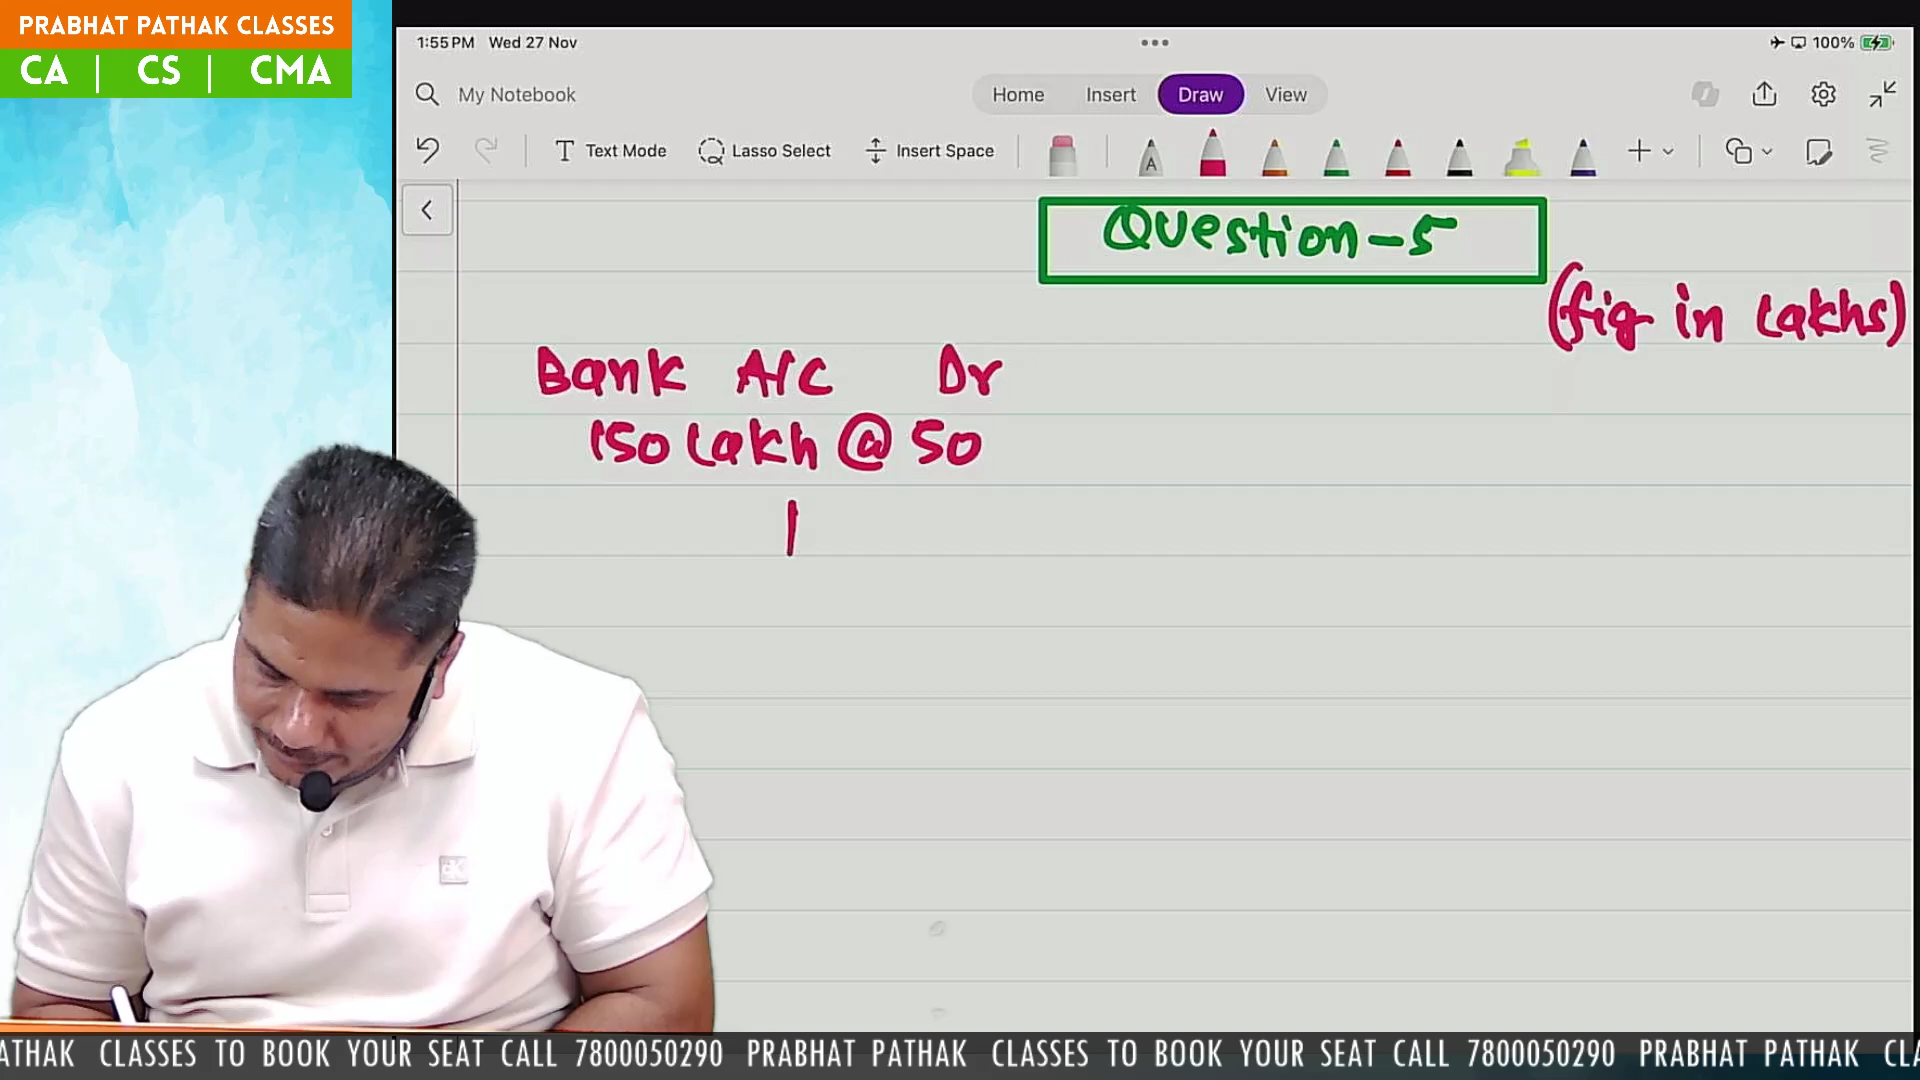 PRABHAT PATHAK CLASSES
CA | CS | CMA
1:55 PM Wed 27 Nov
100%
My Notebook
Home Insert Draw View
Text Mode Lasso Select Insert Space
A
Question-5
(fig in Lakhs)
Bank A/C Dr
150 Lakh @ 50
ATHAK CLASSES TO BOOK YOUR SEAT CALL 7800050290 PRABHAT PATHAK CLASSES TO BOOK YOUR SEAT CALL 7800050290 PRABHAT PATHAK CLA